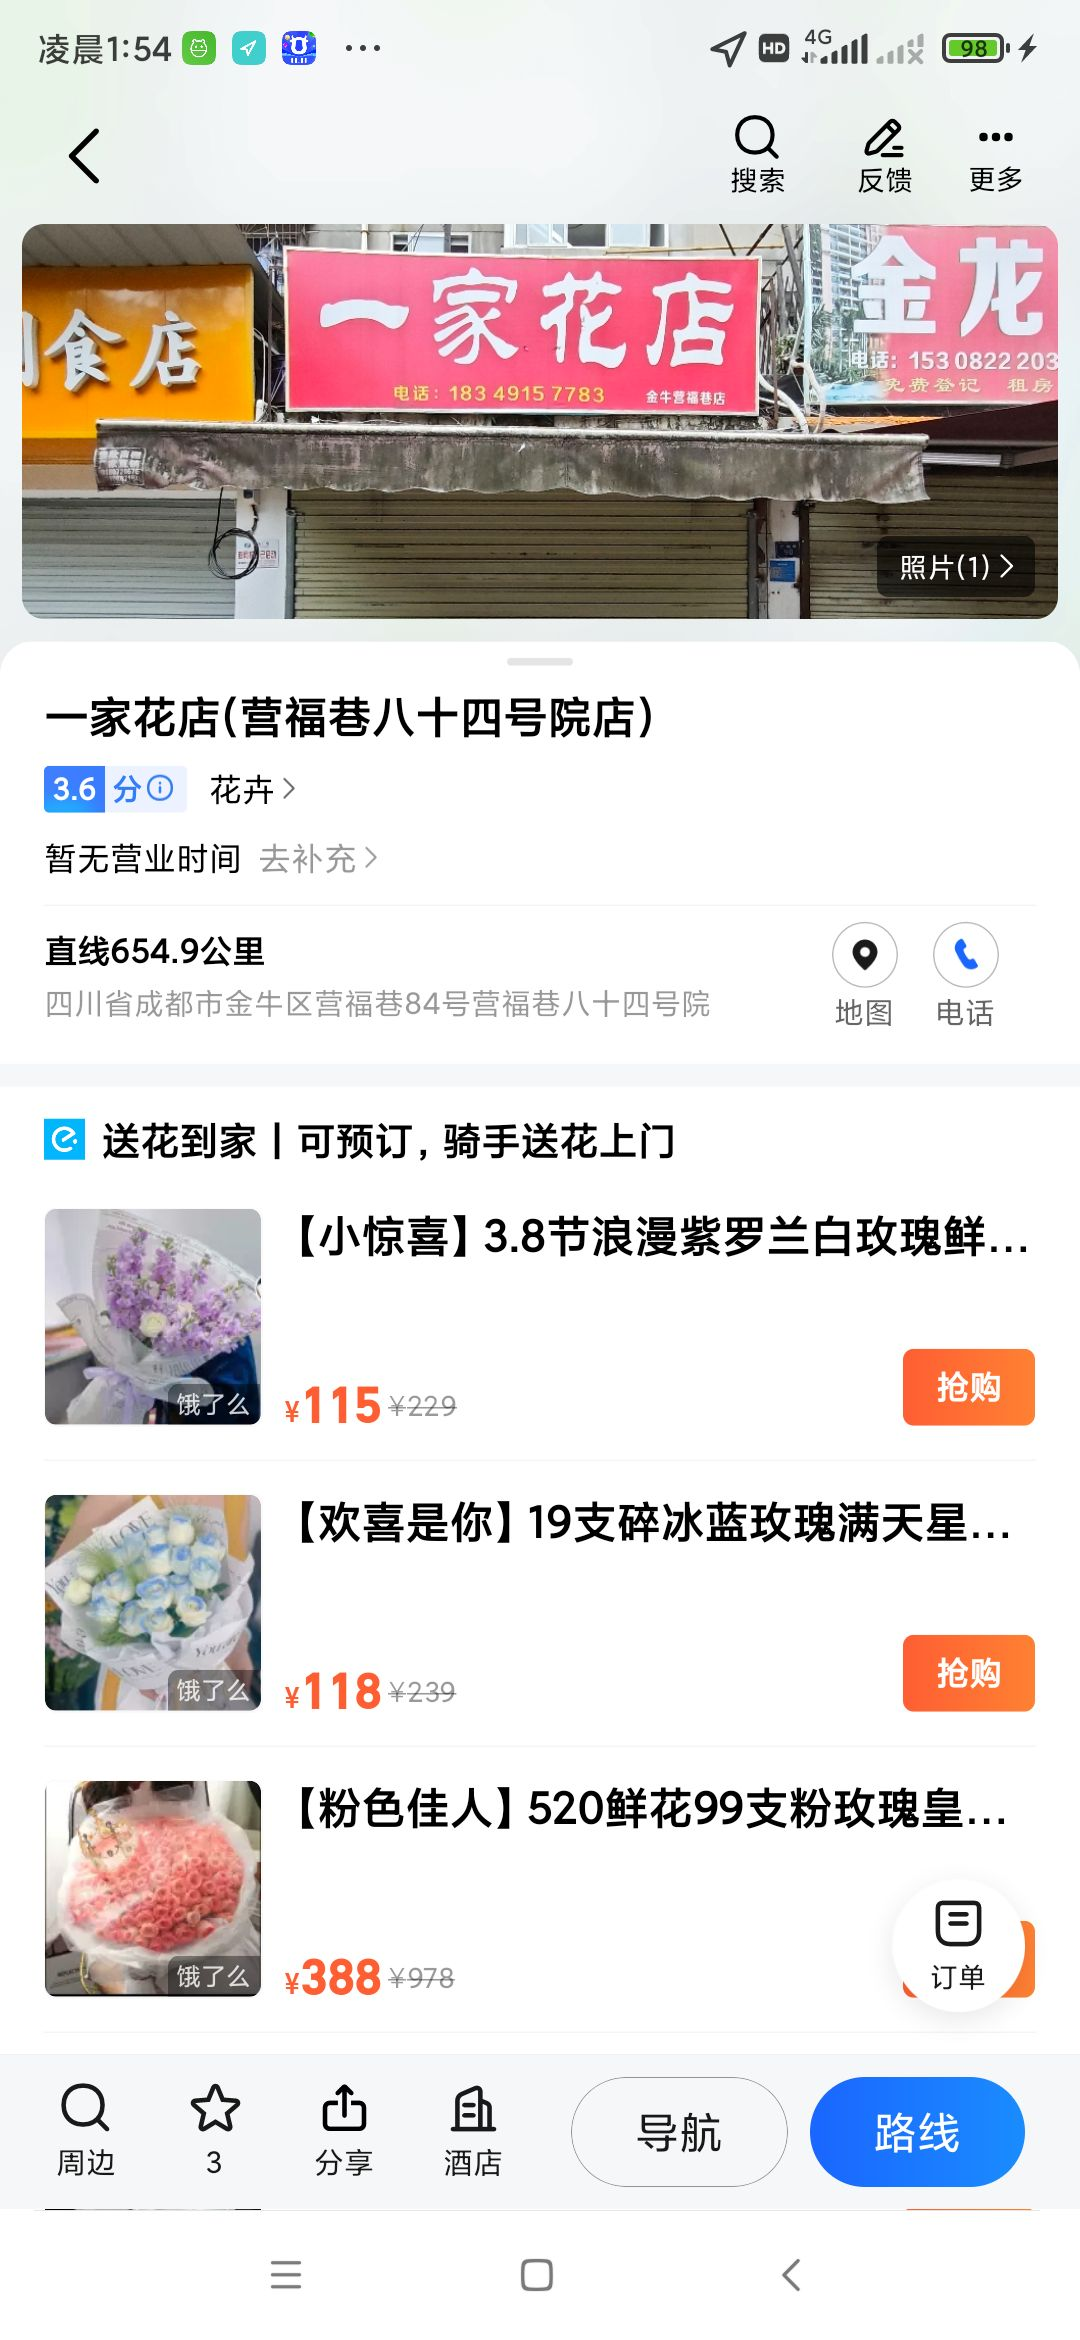 凌晨1:54
HD
4G
98
搜索
反馈
更多
食店
一家花店
电话：183 4915 7783
金牛营福巷店
金龙
电话：153 0822 203
免费登记 租房
照片(1)
一家花店(营福巷八十四号院店)
3.6 分
花卉
暂无营业时间 去补充
直线654.9公里
四川省成都市金牛区营福巷84号营福巷八十四号院
地图
电话
送花到家 | 可预订，骑手送花上门
【小惊喜】3.8节浪漫紫罗兰白玫瑰鲜...
饿了么
¥115 ¥229
抢购
【欢喜是你】19支碎冰蓝玫瑰满天星...
饿了么
¥118 ¥239
抢购
【粉色佳人】520鲜花99支粉玫瑰皇...
饿了么
¥388 ¥978
订单
周边
3
分享
酒店
导航
路线